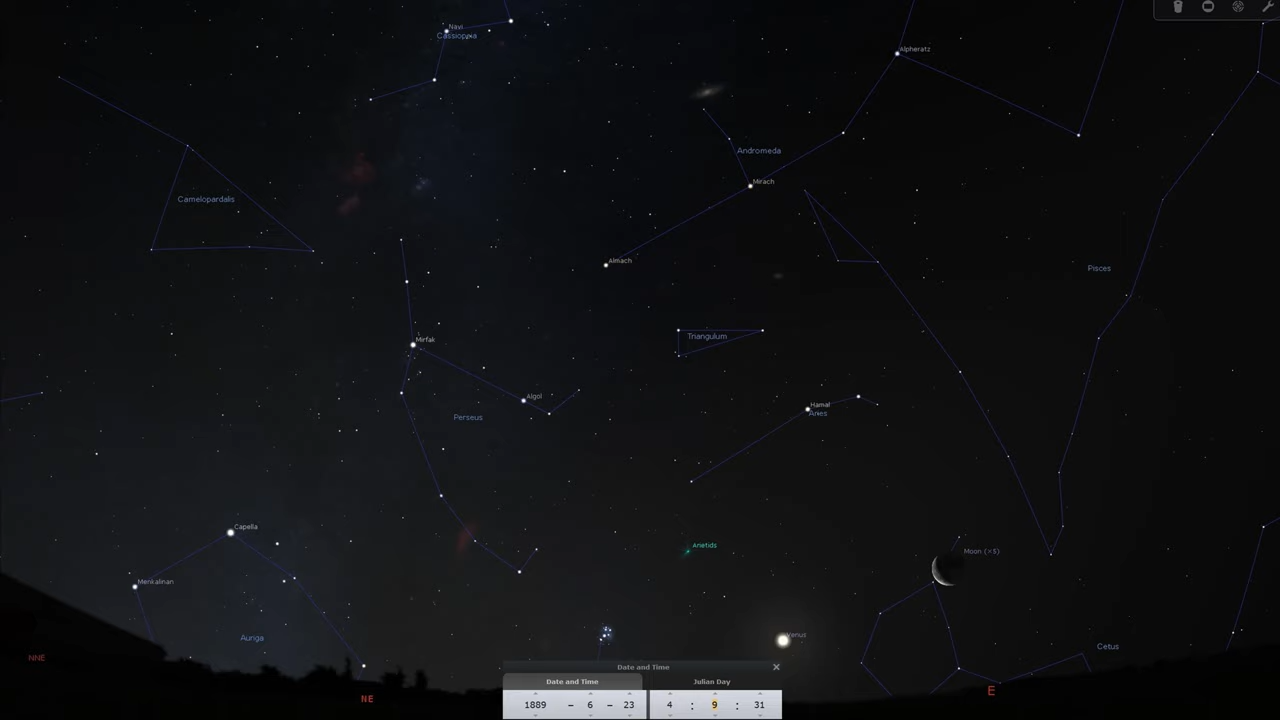 Navi
Cassiopeia
Alpheratz
Andromeda
Mirach
Camelopardalis
Almach
Pisces
Mirfak
Triangulum
Algol
Perseus
Hamal
Aries
Capella
Arietids
Moon (×5)
Menkalinan
Auriga
Venus
Cetus
NNE
NE
E
Date and Time
Date and Time
Julian Day
1889 – 6 – 23
4 : 9 : 31